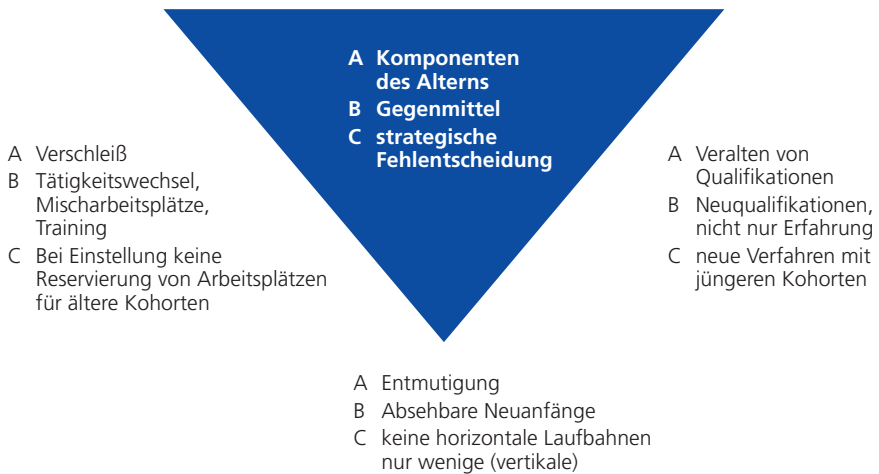 A Komponenten
des Alterns
B Gegenmittel
C strategische
Fehlentscheidung
A Verschleiß
B Tätigkeitswechsel,
Mischarbeitsplätze,
Training
C Bei Einstellung keine
Reservierung von Arbeitsplätzen
für ältere Kohorten
A Veralten von
Qualifikationen
B Neuqualifikationen,
nicht nur Erfahrung
C neue Verfahren mit
jüngeren Kohorten
A Entmutigung
B Absehbare Neuanfänge
C keine horizontale Laufbahnen
nur wenige (vertikale)